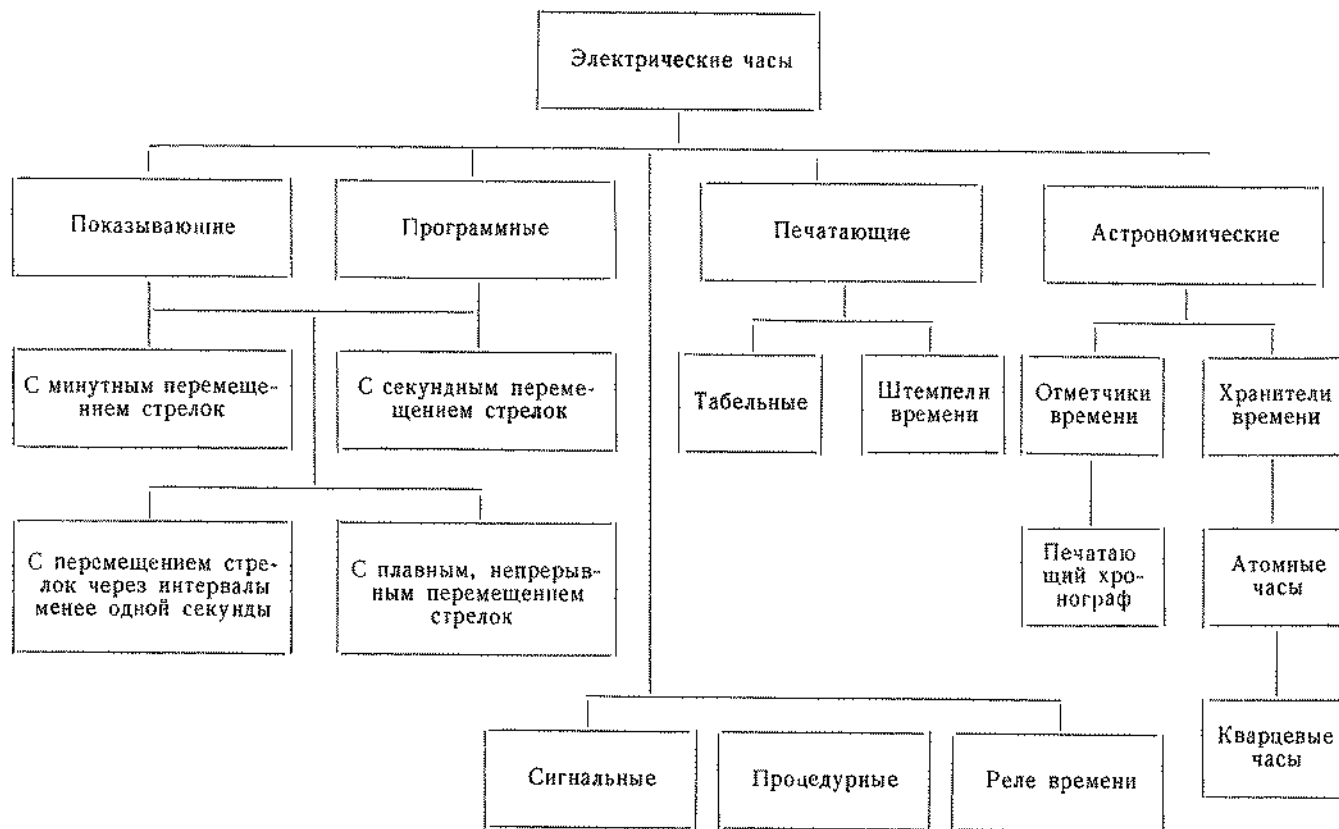 Электрические часы
Показывающие
Программные
Печатающие
Астрономические
С минутным перемеще-
нием стрелок
С секундным переме-
щением стрелок
Табельные
Штемпели
времени
Отметчики
времени
Хранители
времени
С перемещением стре-
лок через интервалы
менее одной секунды
С плавным, непрерыв-
ным перемещением
стрелок
Печатаю
щий хро-
нограф
Атомные
часы
Сигнальные
Процедурные
Реле времени
Кварцевые
часы